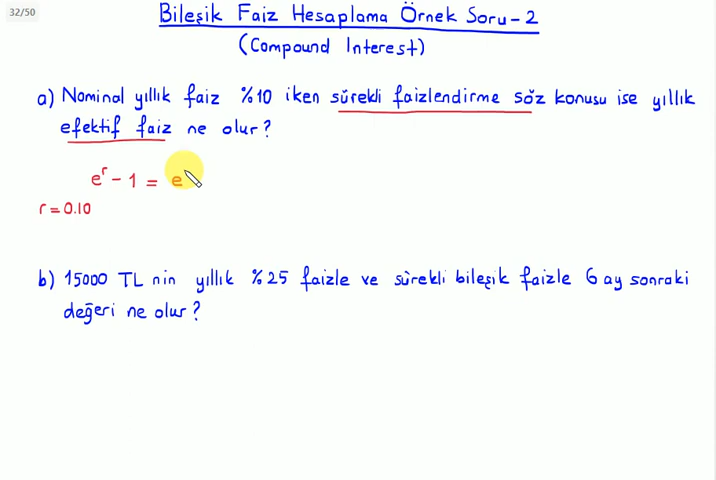 32/50
Bileşik Faiz Hesaplama Örnek Soru-2
(Compound Interest)
a) Nominal yıllık faiz %10 iken sürekli faizlendirme söz konusu ise yıllık
efektif faiz ne olur?
e^r - 1 = e
r = 0.10
b) 15000 TL nin yıllık %25 faizle ve sürekli bileşik faizle 6 ay sonraki
değeri ne olur?